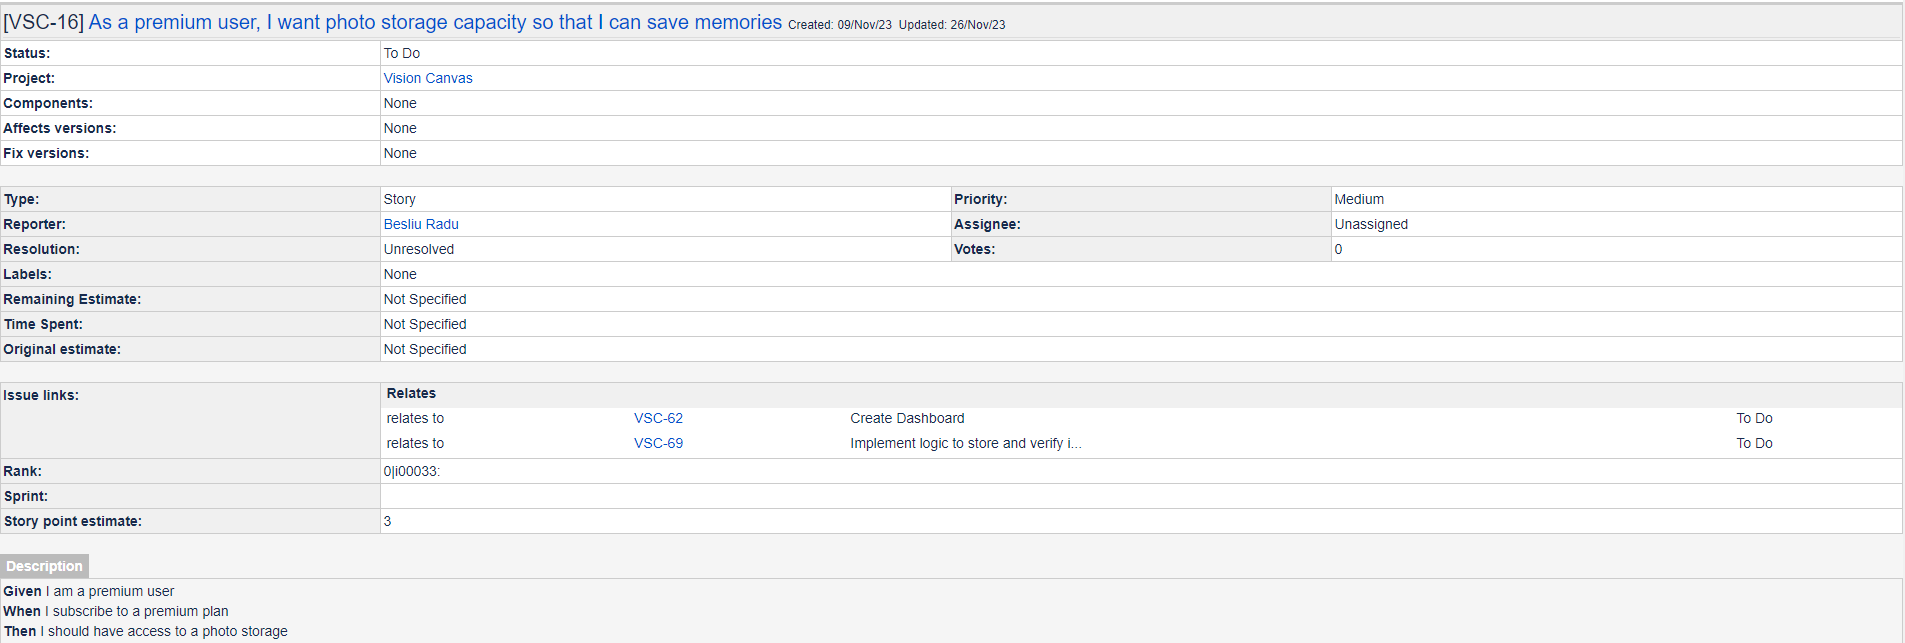 [VSC-16] As a premium user, I want photo storage capacity so that I can save memories Created: 09/Nov/23 Updated: 26/Nov/23
Status: To Do
Project: Vision Canvas
Components: None
Affects versions: None
Fix versions: None
Type: Story Priority: Medium
Reporter: Besliu Radu Assignee: Unassigned
Resolution: Unresolved Votes: 0
Labels: None
Remaining Estimate: Not Specified
Time Spent: Not Specified
Original estimate: Not Specified
Issue links: Relates
relates to VSC-62 Create Dashboard To Do
relates to VSC-69 Implement logic to store and verify i... To Do
Rank: 0|i00033:
Sprint:
Story point estimate: 3
Description
Given I am a premium user
When I subscribe to a premium plan
Then I should have access to a photo storage